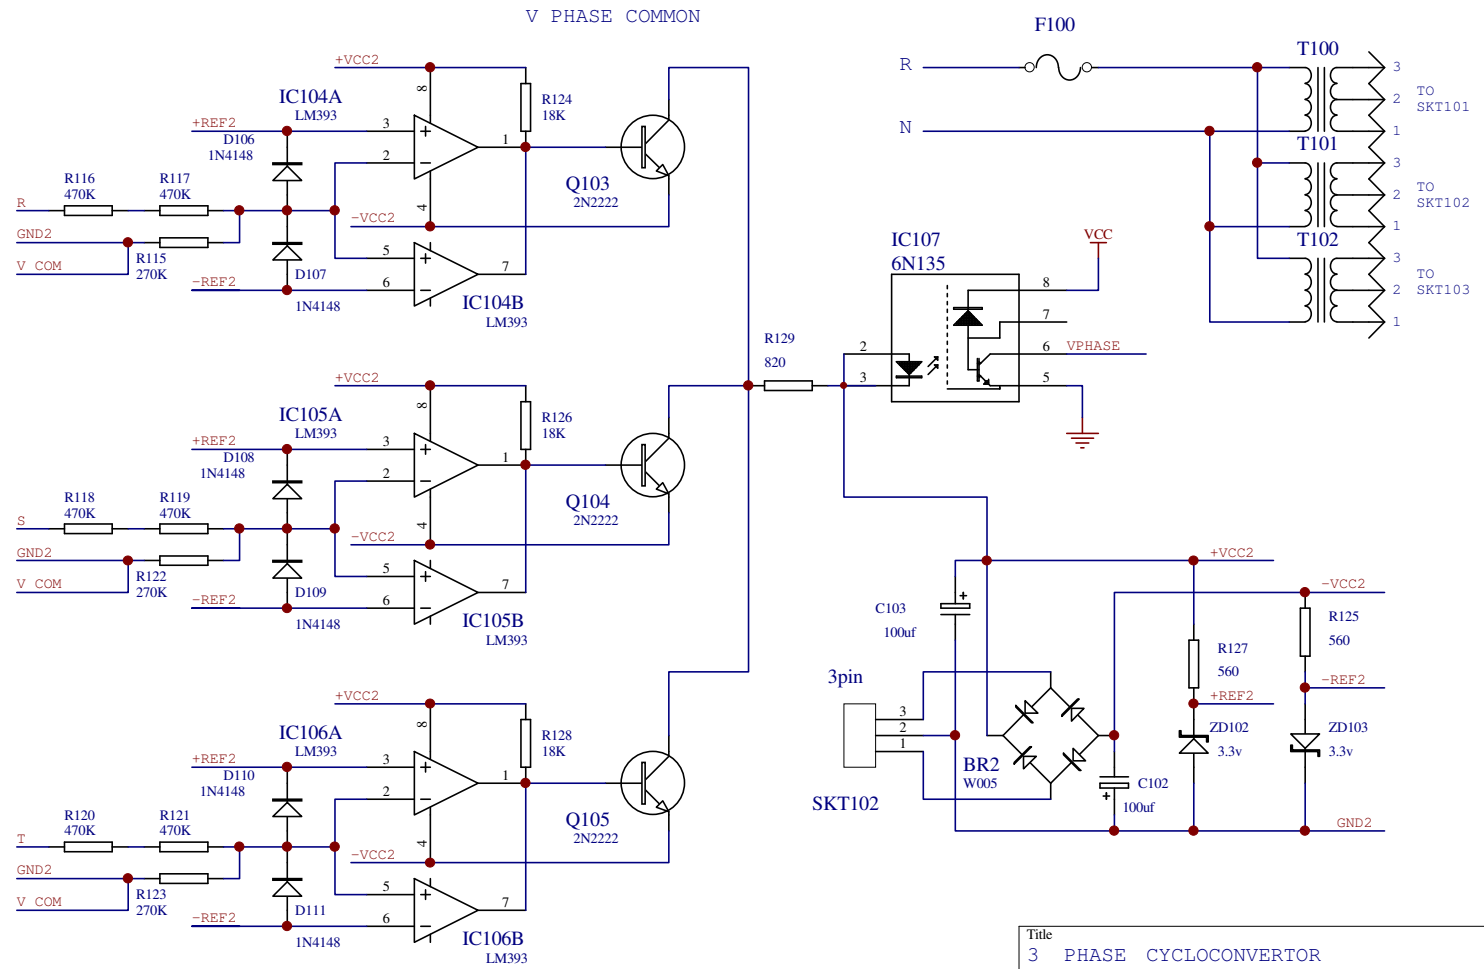 V PHASE COMMON
+VCC2
IC104A
LM393
+REF2
D106
1N4148
8
3
2
1
4
R124
18K
Q103
2N2222
R116
470K
R117
470K
R
GND2
V COM
R115
270K
-VCC2
-REF2
D107
1N4148
5
6
7
IC104B
LM393
+VCC2
IC105A
LM393
+REF2
D108
1N4148
8
3
2
1
4
R126
18K
Q104
2N2222
R118
470K
R119
470K
S
GND2
V COM
R122
270K
-VCC2
-REF2
D109
1N4148
5
6
7
IC105B
LM393
+VCC2
IC106A
LM393
+REF2
D110
1N4148
8
3
2
1
4
R128
18K
Q105
2N2222
R120
470K
R121
470K
T
GND2
V COM
R123
270K
-VCC2
-REF2
D111
1N4148
5
6
7
IC106B
LM393
F100
R
N
T100
3
2
1
TO
SKT101
T101
3
2
1
TO
SKT102
T102
3
2
1
TO
SKT103
IC107
6N135
VCC
8
7
6
5
2
3
VPHASE
R129
820
+VCC2
-VCC2
C103
+
100uf
R127
560
R125
560
+REF2
-REF2
3pin
3
2
1
SKT102
BR2
W005
ZD102
3.3v
ZD103
3.3v
C102
+
100uf
GND2
Title
3 PHASE CYCLOCONVERTOR